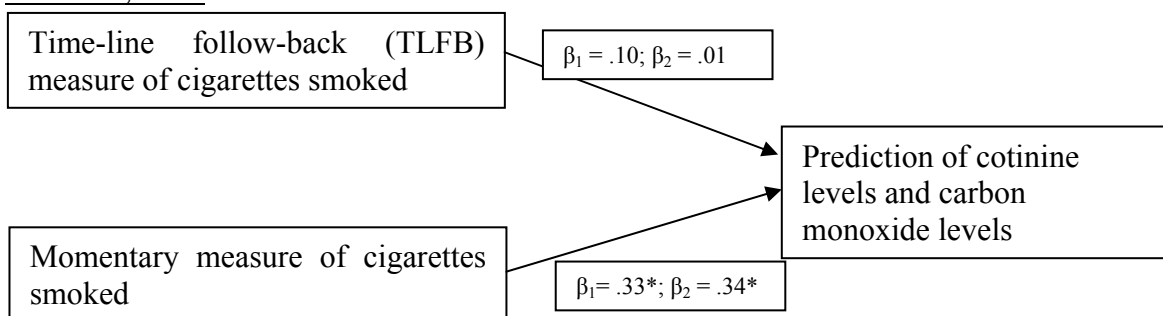 Time-line follow-back (TLFB)
measure of cigarettes smoked
β₁ = .10; β₂ = .01
Prediction of cotinine
levels and carbon
monoxide levels
Momentary measure of cigarettes
smoked
β₁= .33*; β₂ = .34*